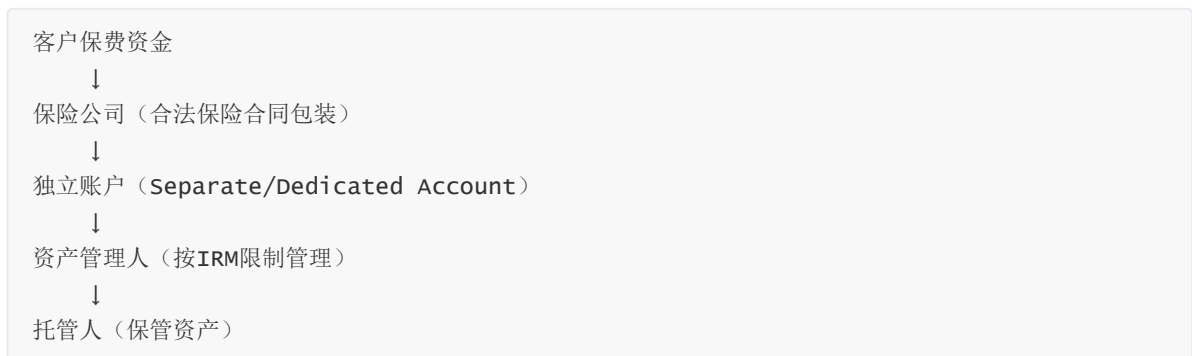 客户保费资金
↓
保险公司（合法保险合同包装）
↓
独立账户（Separate/Dedicated Account）
↓
资产管理人（按IRM限制管理）
↓
托管人（保管资产）